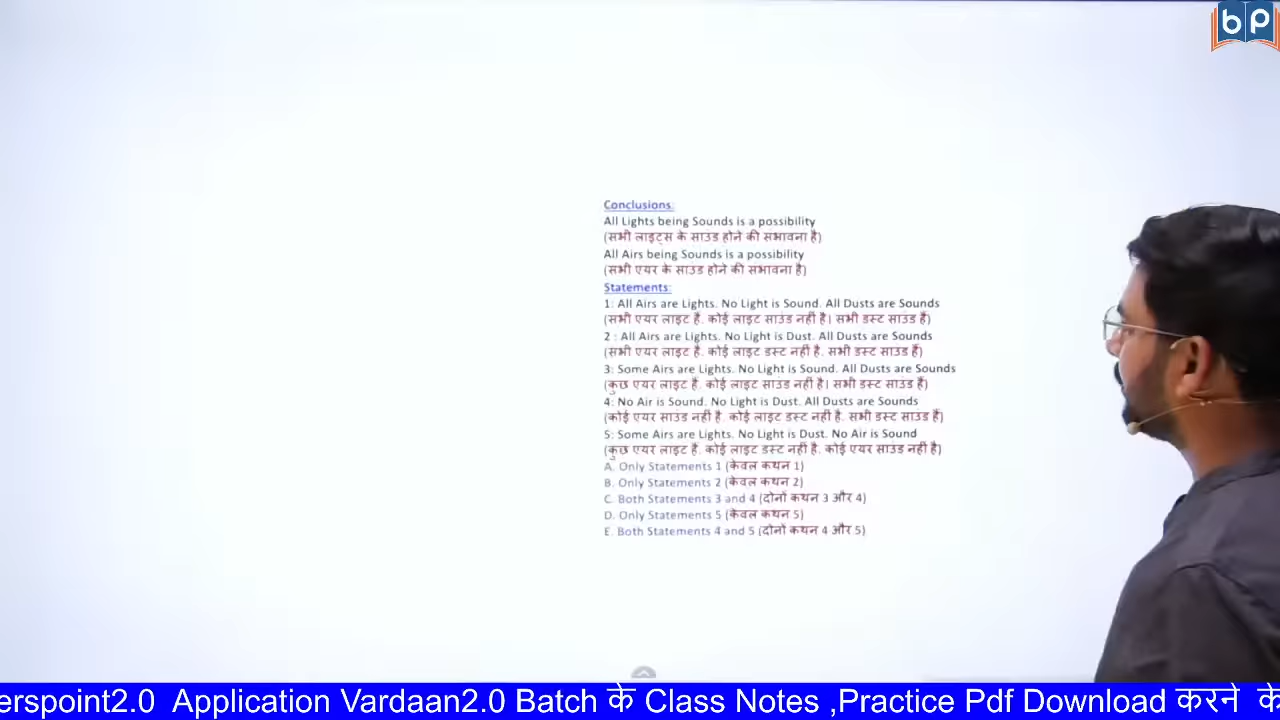 bp
Conclusions:
All Lights being Sounds is a possibility
(सभी लाइट्स के साउंड होने की संभावना है)
All Airs being Sounds is a possibility
(सभी एयर के साउंड होने की संभावना है)
Statements:
1: All Airs are Lights. No Light is Sound. All Dusts are Sounds
(सभी एयर लाइट हैं. कोई लाइट साउंड नहीं है। सभी डस्ट साउंड हैं)
2 : All Airs are Lights. No Light is Dust. All Dusts are Sounds
(सभी एयर लाइट हैं. कोई लाइट डस्ट नहीं है. सभी डस्ट साउंड हैं)
3: Some Airs are Lights. No Light is Sound. All Dusts are Sounds
(कुछ एयर लाइट हैं. कोई लाइट साउंड नहीं है। सभी डस्ट साउंड हैं)
4: No Air is Sound. No Light is Dust. All Dusts are Sounds
(कोई एयर साउंड नहीं है. कोई लाइट डस्ट नहीं है. सभी डस्ट साउंड हैं)
5: Some Airs are Lights. No Light is Dust. No Air is Sound
(कुछ एयर लाइट हैं. कोई लाइट डस्ट नहीं है. कोई एयर साउंड नहीं है)
A. Only Statements 1 (केवल कथन 1)
B. Only Statements 2 (केवल कथन 2)
C. Both Statements 3 and 4 (दोनों कथन 3 और 4)
D. Only Statements 5 (केवल कथन 5)
E. Both Statements 4 and 5 (दोनों कथन 4 और 5)
erspoint2.0 Application Vardaan2.0 Batch के Class Notes ,Practice Pdf Download करने के